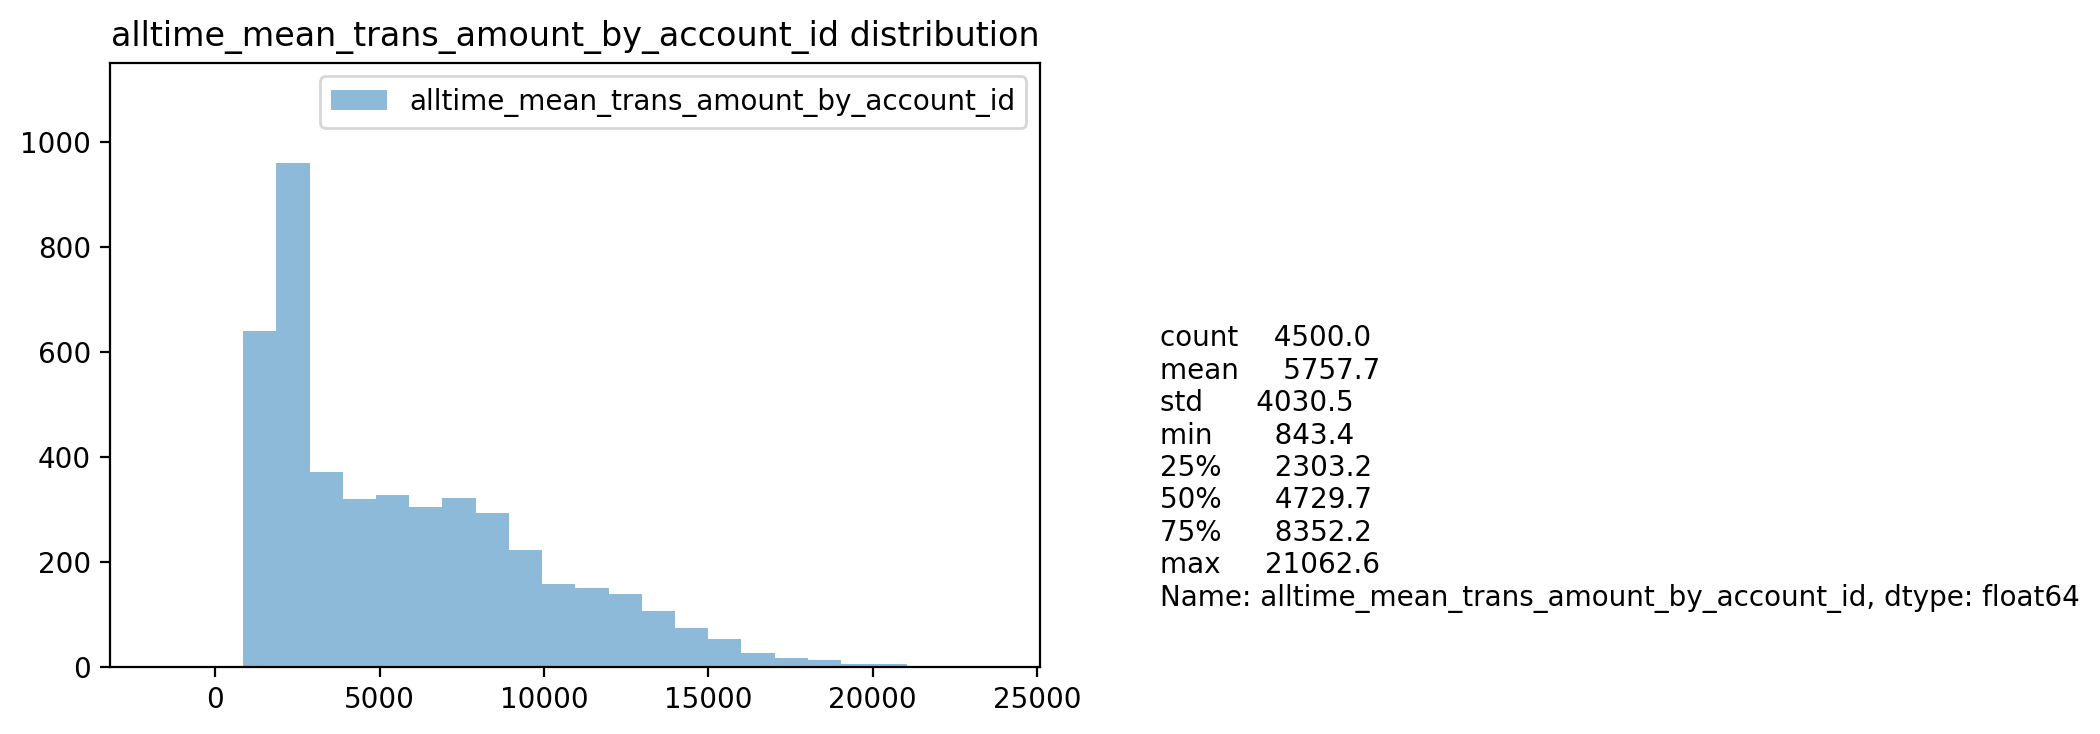 alltime_mean_trans_amount_by_account_id distribution
alltime_mean_trans_amount_by_account_id
1000
800
600
400
200
0
0 5000 10000 15000 20000 25000
count 4500.0
mean 5757.7
std 4030.5
min 843.4
25% 2303.2
50% 4729.7
75% 8352.2
max 21062.6
Name: alltime_mean_trans_amount_by_account_id, dtype: float64